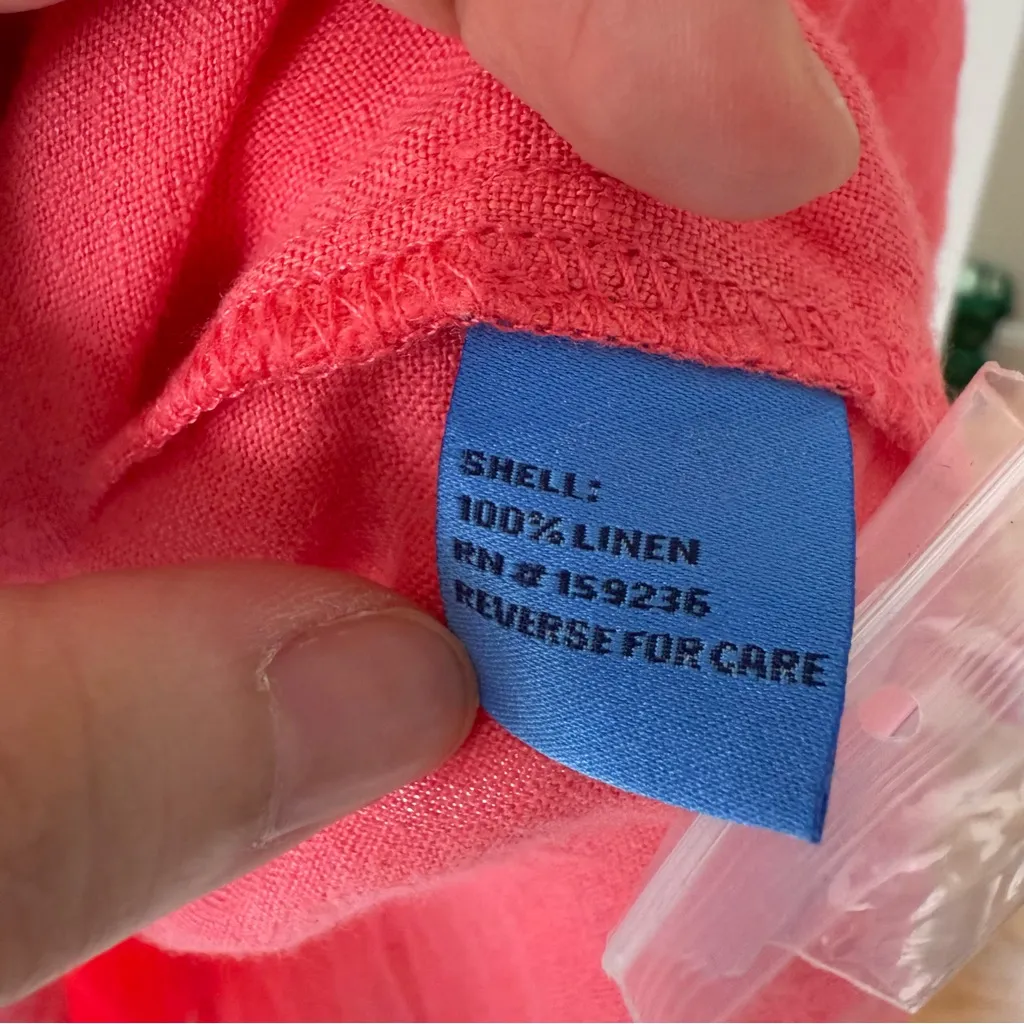 SHELL:
100% LINEN
RN # 159236
REVERSE FOR CARE